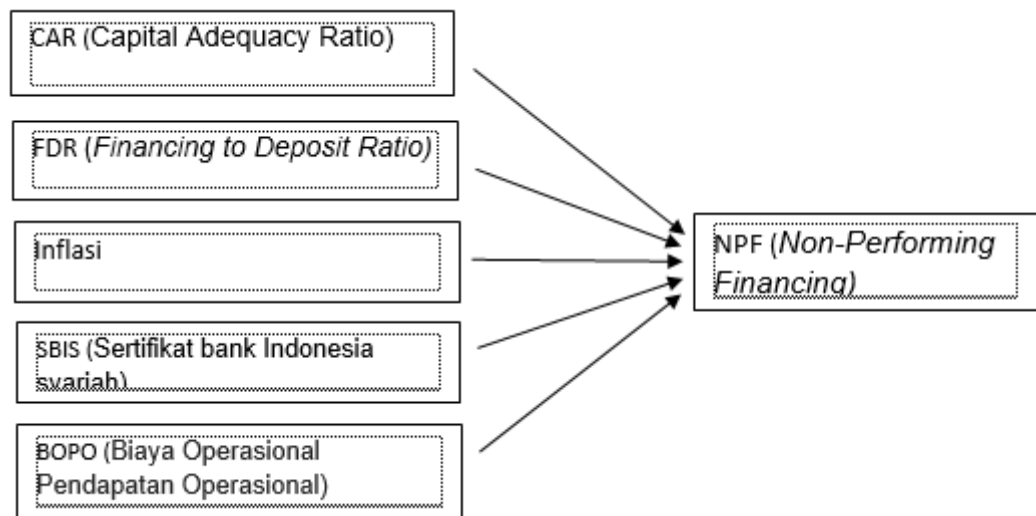 CAR (Capital Adequacy Ratio)
FDR (Financing to Deposit Ratio)
Inflasi
NPF (Non-Performing
Financing)
SBIS (Sertifikat bank Indonesia
syariah)
BOPO (Biaya Operasional
Pendapatan Operasional)